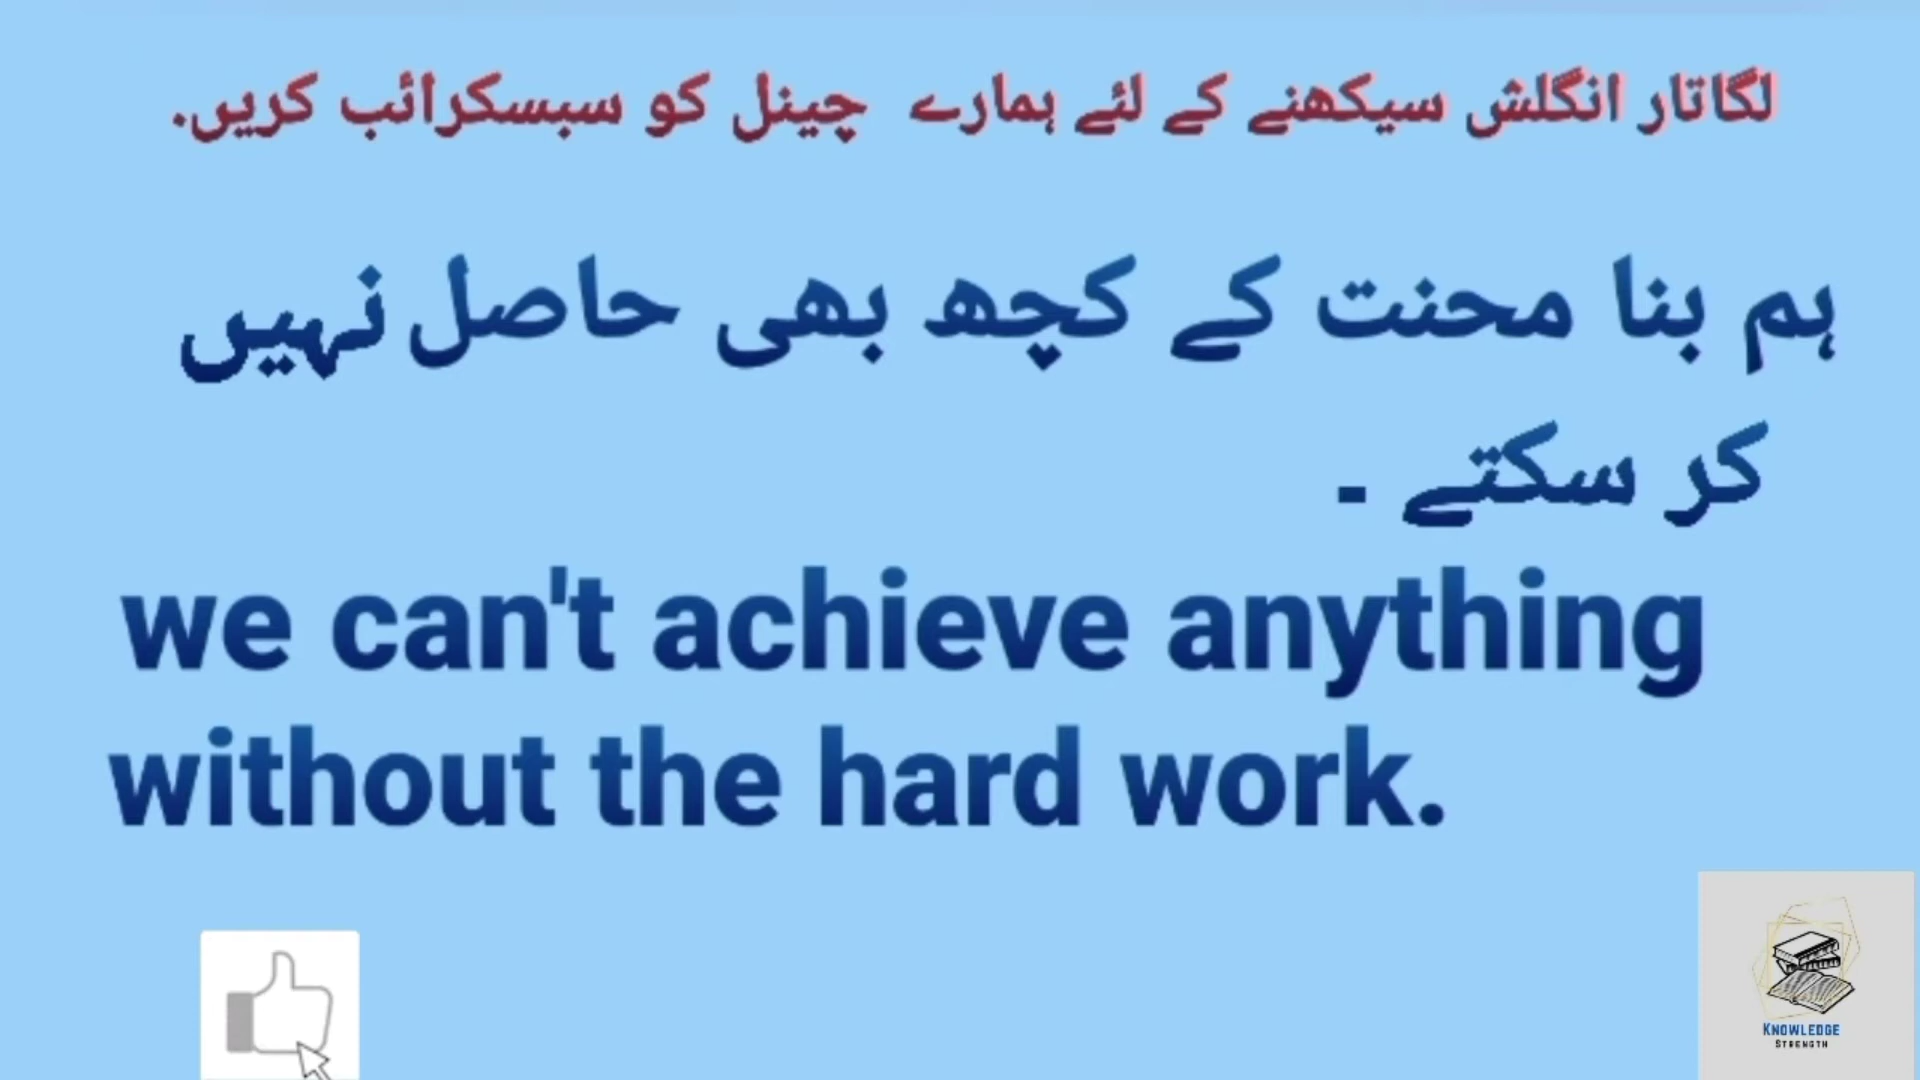 لگاتار انگلش سیکھنے کے لئے ہمارے چینل کو سبسکرائب کریں.
ہم بنا محنت کے کچھ بھی حاصل نہیں
کر سکتے ۔
we can't achieve anything
without the hard work.
KNOWLEDGE
STRENGTH